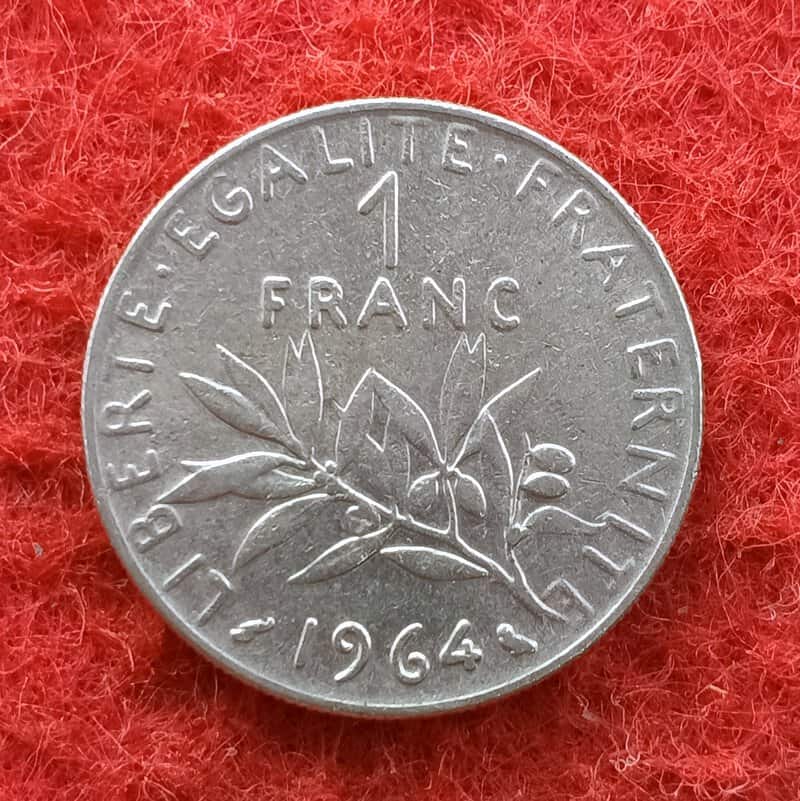 LIBERTE · EGALITE · FRATERNITE
1
FRANC
1964